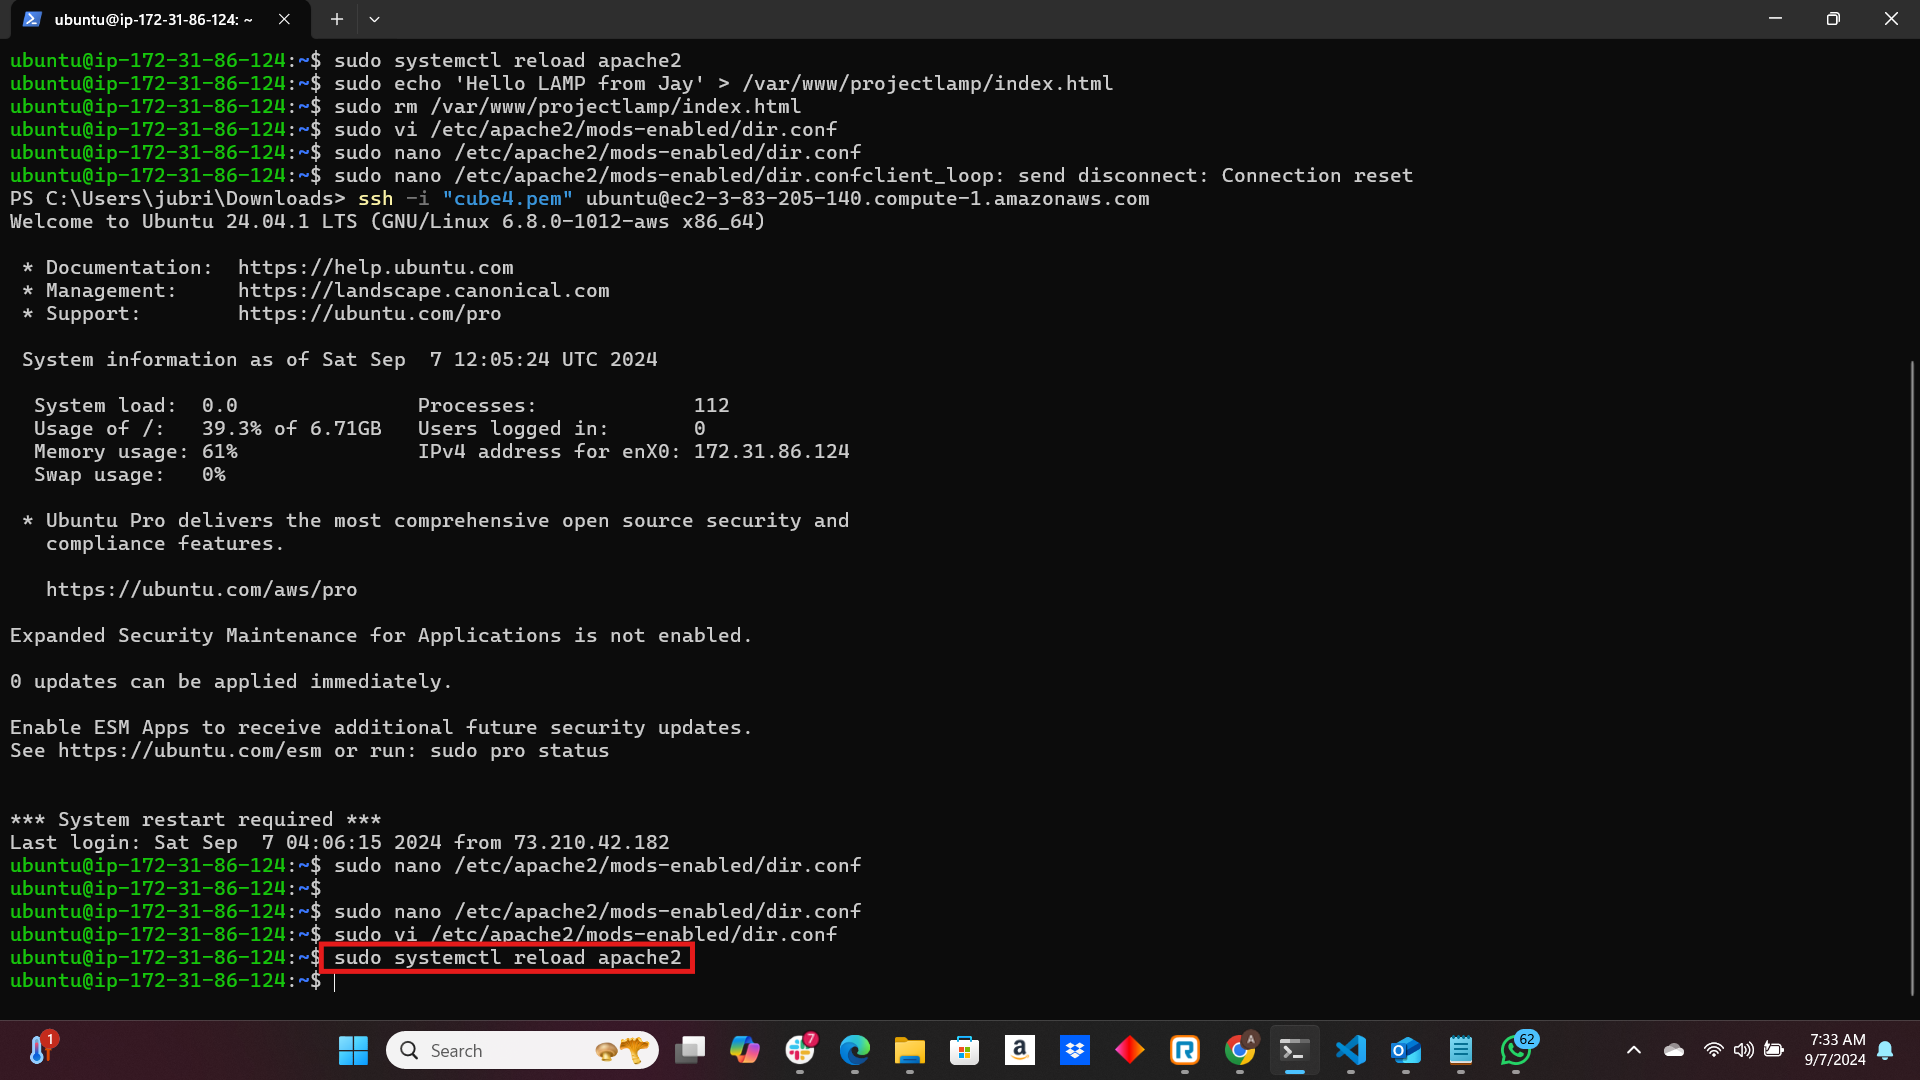 ubuntu@ip-172-31-86-124: ~
ubuntu@ip-172-31-86-124:~$ sudo systemctl reload apache2
ubuntu@ip-172-31-86-124:~$ sudo echo 'Hello LAMP from Jay' > /var/www/projectlamp/index.html
ubuntu@ip-172-31-86-124:~$ sudo rm /var/www/projectlamp/index.html
ubuntu@ip-172-31-86-124:~$ sudo vi /etc/apache2/mods-enabled/dir.conf
ubuntu@ip-172-31-86-124:~$ sudo nano /etc/apache2/mods-enabled/dir.conf
ubuntu@ip-172-31-86-124:~$ sudo nano /etc/apache2/mods-enabled/dir.confclient_loop: send disconnect: Connection reset
PS C:\Users\jubri\Downloads> ssh -i "cube4.pem" ubuntu@ec2-3-83-205-140.compute-1.amazonaws.com
Welcome to Ubuntu 24.04.1 LTS (GNU/Linux 6.8.0-1012-aws x86_64)
* Documentation:  https://help.ubuntu.com
* Management:     https://landscape.canonical.com
* Support:        https://ubuntu.com/pro
System information as of Sat Sep  7 12:05:24 UTC 2024
System load:  0.0               Processes:             112
Usage of /:   39.3% of 6.71GB   Users logged in:       0
Memory usage: 61%               IPv4 address for enX0: 172.31.86.124
Swap usage:   0%
* Ubuntu Pro delivers the most comprehensive open source security and
compliance features.
https://ubuntu.com/aws/pro
Expanded Security Maintenance for Applications is not enabled.
0 updates can be applied immediately.
Enable ESM Apps to receive additional future security updates.
See https://ubuntu.com/esm or run: sudo pro status
*** System restart required ***
Last login: Sat Sep  7 04:06:15 2024 from 73.210.42.182
ubuntu@ip-172-31-86-124:~$ sudo nano /etc/apache2/mods-enabled/dir.conf
ubuntu@ip-172-31-86-124:~$
ubuntu@ip-172-31-86-124:~$ sudo nano /etc/apache2/mods-enabled/dir.conf
ubuntu@ip-172-31-86-124:~$ sudo vi /etc/apache2/mods-enabled/dir.conf
ubuntu@ip-172-31-86-124:~$ sudo systemctl reload apache2
ubuntu@ip-172-31-86-124:~$
1
Search
7
A
62
7:33 AM
9/7/2024